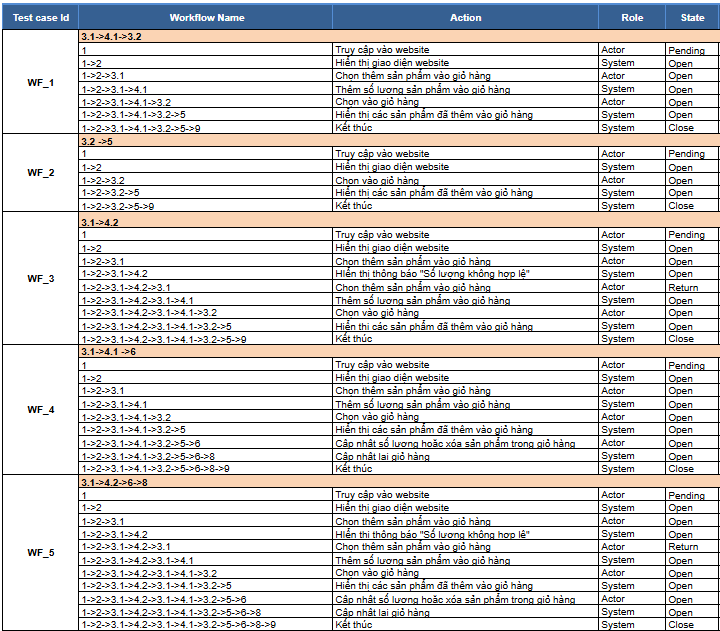 Test case Id Workflow Name Action Role State
WF_1
3.1->4.1->3.2
1 Truy cập vào website Actor Pending
1->2 Hiển thị giao diện website System Open
1->2->3.1 Chọn thêm sản phẩm vào giỏ hàng Actor Open
1->2->3.1->4.1 Thêm số lượng sản phẩm vào giỏ hàng System Open
1->2->3.1->4.1->3.2 Chọn vào giỏ hàng Actor Open
1->2->3.1->4.1->3.2->5 Hiển thị các sản phẩm đã thêm vào giỏ hàng System Open
1->2->3.1->4.1->3.2->5->9 Kết thúc System Close
WF_2
3.2 ->5
1 Truy cập vào website Actor Pending
1->2 Hiển thị giao diện website System Open
1->2->3.2 Chọn vào giỏ hàng Actor Open
1->2->3.2->5 Hiển thị các sản phẩm đã thêm vào giỏ hàng System Open
1->2->3.2->5->9 Kết thúc System Close
WF_3
3.1->4.2
1 Truy cập vào website Actor Pending
1->2 Hiển thị giao diện website System Open
1->2->3.1 Chọn thêm sản phẩm vào giỏ hàng Actor Open
1->2->3.1->4.2 HIển thị thông báo "Số lượng không hợp lệ" System Open
1->2->3.1->4.2->3.1 Chọn thêm sản phẩm vào giỏ hàng Actor Return
1->2->3.1->4.2->3.1->4.1 Thêm số lượng sản phẩm vào giỏ hàng System Open
1->2->3.1->4.2->3.1->4.1->3.2 Chọn vào giỏ hàng Actor Open
1->2->3.1->4.2->3.1->4.1->3.2->5 Hiển thị các sản phẩm đã thêm vào giỏ hàng System Open
1->2->3.1->4.2->3.1->4.1->3.2->5->9 Kết thúc System Close
WF_4
3.1->4.1 ->6
1 Truy cập vào website Actor Pending
1->2 Hiển thị giao diện website System Open
1->2->3.1 Chọn thêm sản phẩm vào giỏ hàng Actor Open
1->2->3.1->4.1 Thêm số lượng sản phẩm vào giỏ hàng System Open
1->2->3.1->4.1->3.2 Chọn vào giỏ hàng Actor Open
1->2->3.1->4.1->3.2->5 Hiển thị các sản phẩm đã thêm vào giỏ hàng System Open
1->2->3.1->4.1->3.2->5->6 Cập nhật số lượng hoặc xóa sản phẩm trong giỏ hàng Actor Open
1->2->3.1->4.1->3.2->5->6->8 Cập nhật lại giỏ hàng System Open
1->2->3.1->4.1->3.2->5->6->8->9 Kết thúc System Close
WF_5
3.1->4.2->6->8
1 Truy cập vào website Actor Pending
1->2 Hiển thị giao diện website System Open
1->2->3.1 Chọn thêm sản phẩm vào giỏ hàng Actor Open
1->2->3.1->4.2 HIển thị thông báo "Số lượng không hợp lệ" System Open
1->2->3.1->4.2->3.1 Chọn thêm sản phẩm vào giỏ hàng Actor Return
1->2->3.1->4.2->3.1->4.1 Thêm số lượng sản phẩm vào giỏ hàng System Open
1->2->3.1->4.2->3.1->4.1->3.2 Chọn vào giỏ hàng Actor Open
1->2->3.1->4.2->3.1->4.1->3.2->5 Hiển thị các sản phẩm đã thêm vào giỏ hàng System Open
1->2->3.1->4.2->3.1->4.1->3.2->5->6 Cập nhật số lượng hoặc xóa sản phẩm trong giỏ hàng Actor Open
1->2->3.1->4.2->3.1->4.1->3.2->5->6->8 Cập nhật lại giỏ hàng System Open
1->2->3.1->4.2->3.1->4.1->3.2->5->6->8->9 Kết thúc System Close